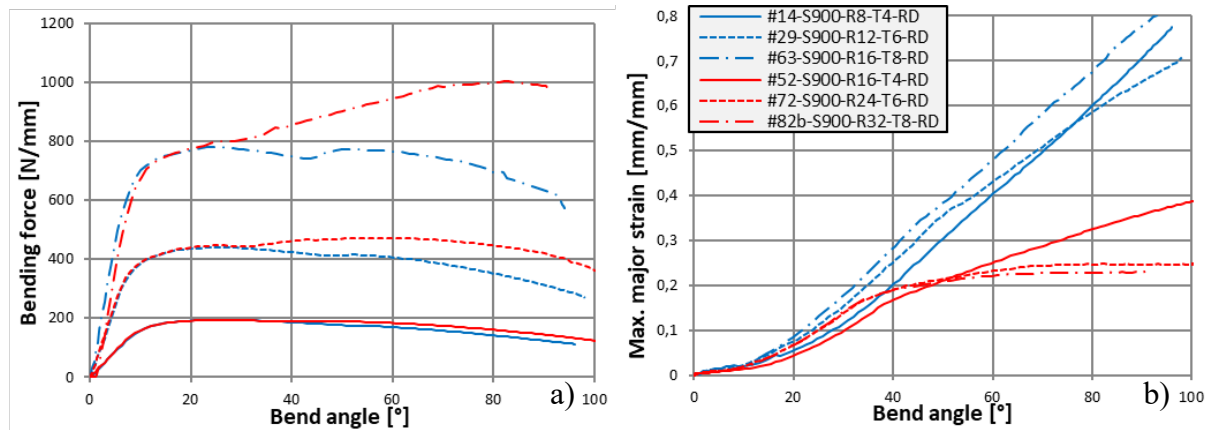 1200
1000
800
600
400
200
0
0
20
40
60
80
100
Bending force [N/mm]
Bend angle [°]
a)
0,8
0,7
0,6
0,5
0,4
0,3
0,2
0,1
0
0
20
40
60
80
100
Max. major strain [mm/mm]
Bend angle [°]
b)
#14-S900-R8-T4-RD
#29-S900-R12-T6-RD
#63-S900-R16-T8-RD
#52-S900-R16-T4-RD
#72-S900-R24-T6-RD
#82b-S900-R32-T8-RD